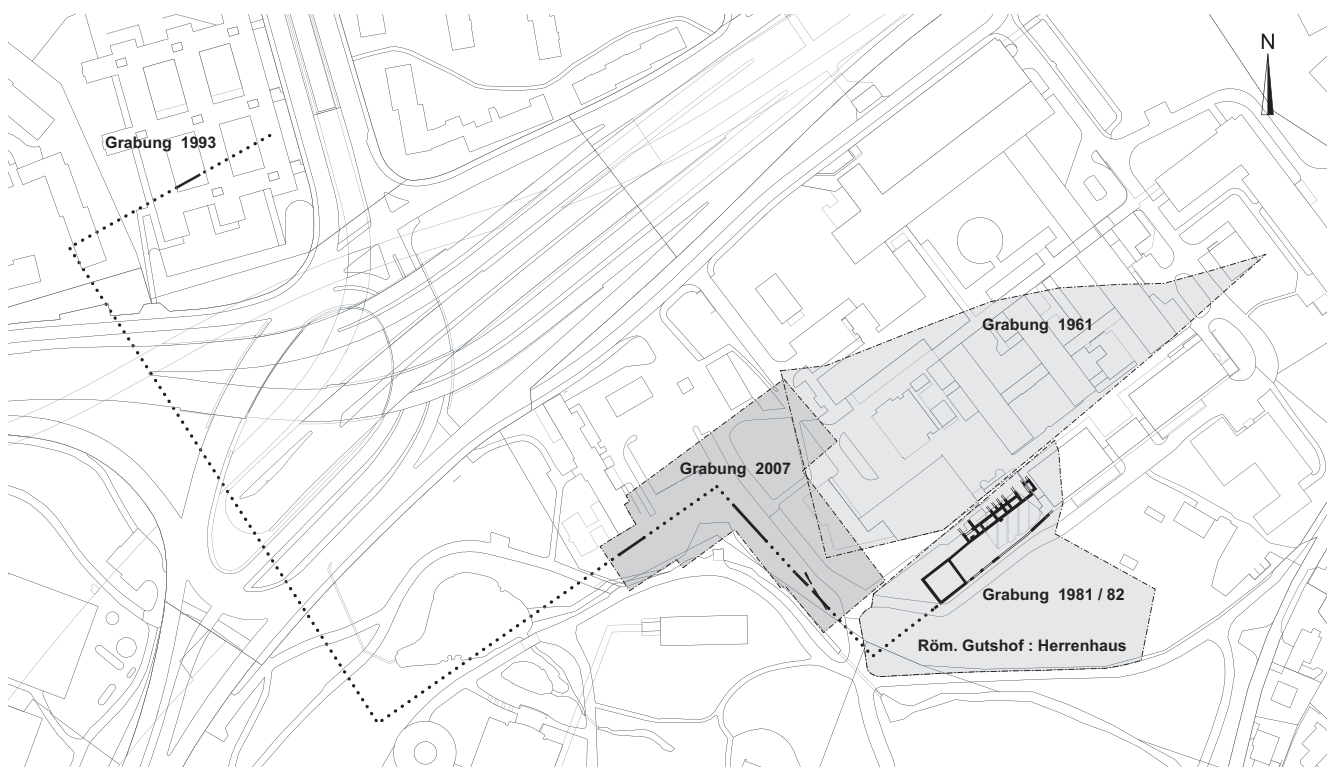 N
Grabung 1993
Grabung 1961
Grabung 2007
Grabung 1981 / 82
Röm. Gutshof : Herrenhaus